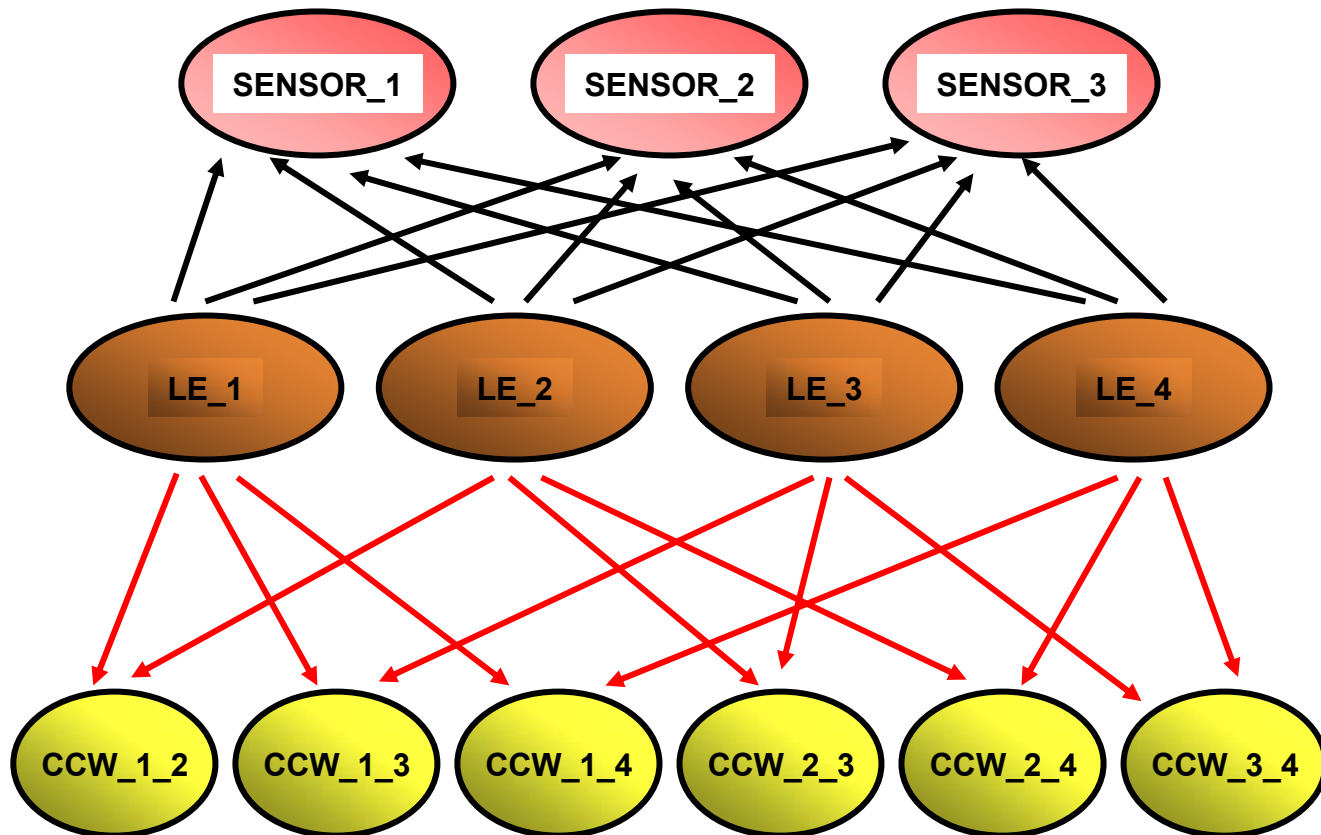 SENSOR_1
SENSOR_2
SENSOR_3
LE_1
LE_2
LE_3
LE_4
CCW_1_2
CCW_1_3
CCW_1_4
CCW_2_3
CCW_2_4
CCW_3_4